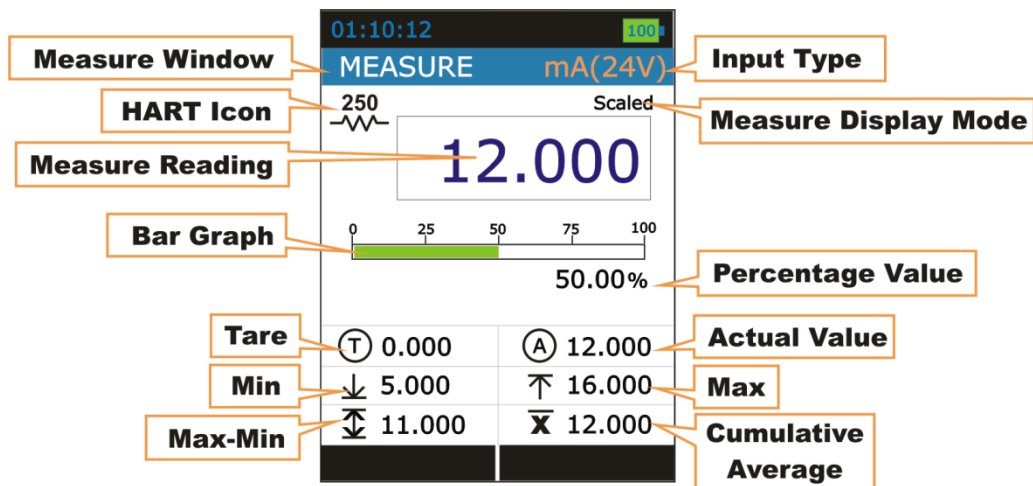 01:10:12
100
Measure Window
MEASURE
mA(24V)
Input Type
HART Icon
250
Scaled
Measure Display Mode
Measure Reading
12.000
Bar Graph
0 25 50 75 100
50.00%
Percentage Value
Tare
T 0.000
A 12.000
Actual Value
Min
5.000
16.000
Max
Max-Min
11.000
X 12.000
Cumulative
Average